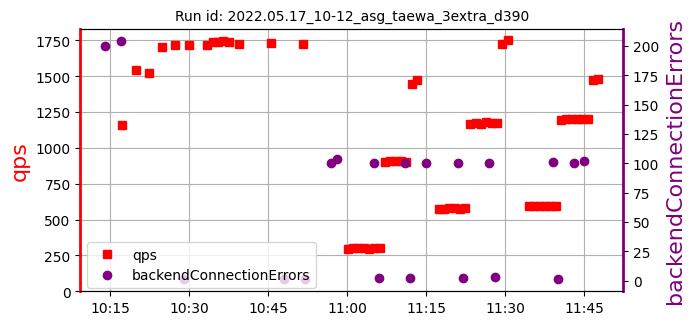 Run id: 2022.05.17_10-12_asg_taewa_3extra_d390
qps
1750
1500
1250
1000
750
500
250
0
200
175
150
125
100
75
50
25
0
backendConnectionErrors
qps
backendConnectionErrors
10:15 10:30 10:45 11:00 11:15 11:30 11:45